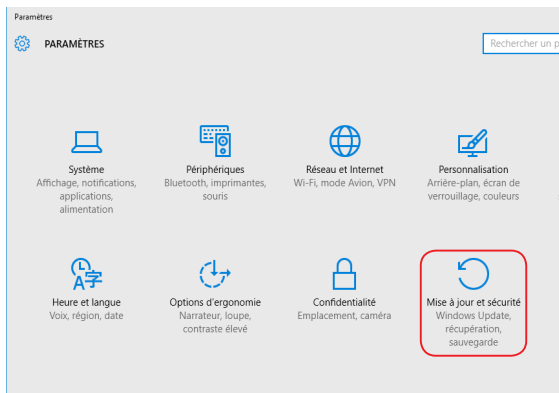 Paramètres
PARAMÈTRES
Rechercher un p
Système
Affichage, notifications,
applications,
alimentation
Périphériques
Bluetooth, imprimantes,
souris
Réseau et Internet
Wi-Fi, mode Avion, VPN
Personnalisation
Arrière-plan, écran de
verrouillage, couleurs
Heure et langue
Voix, région, date
Options d'ergonomie
Narrateur, loupe,
contraste élevé
Confidentialité
Emplacement, caméra
Mise à jour et sécurité
Windows Update,
récupération,
sauvegarde